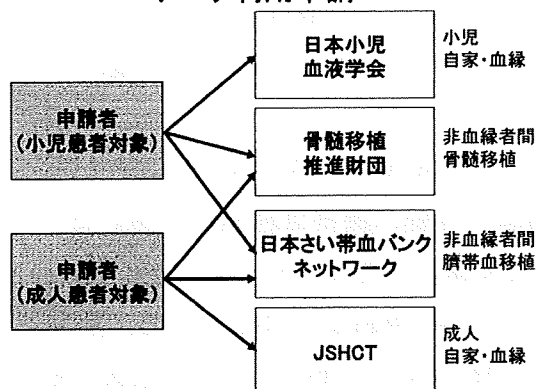 日本小児
血液学会
小児
自家・血縁
申請者
(小児患者対象)
骨髄移植
推進財団
非血縁者間
骨髄移植
申請者
(成人患者対象)
日本さい帯血バンク
ネットワーク
非血縁者間
臍帯血移植
JSHCT
成人
自家・血縁